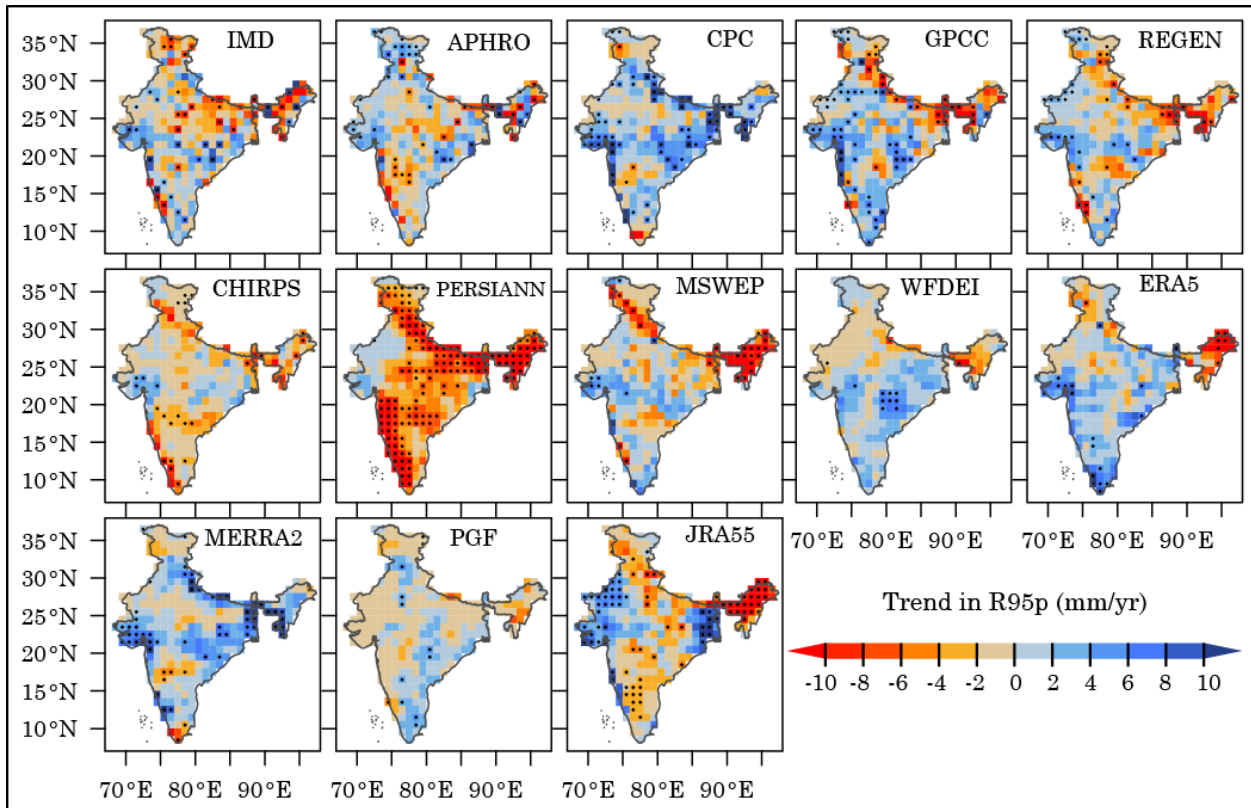 35°N
30°N
25°N
20°N
15°N
10°N
IMD
APHRO
CPC
GPCC
REGEN
35°N
30°N
25°N
20°N
15°N
10°N
CHIRPS
PERSIANN
MSWEP
WFDEI
ERA5
70°E 80°E 90°E
70°E 80°E 90°E
35°N
30°N
25°N
20°N
15°N
10°N
MERRA2
PGF
JRA55
70°E 80°E 90°E
70°E 80°E 90°E
70°E 80°E 90°E
Trend in R95p (mm/yr)
-10 -8 -6 -4 -2 0 2 4 6 8 10